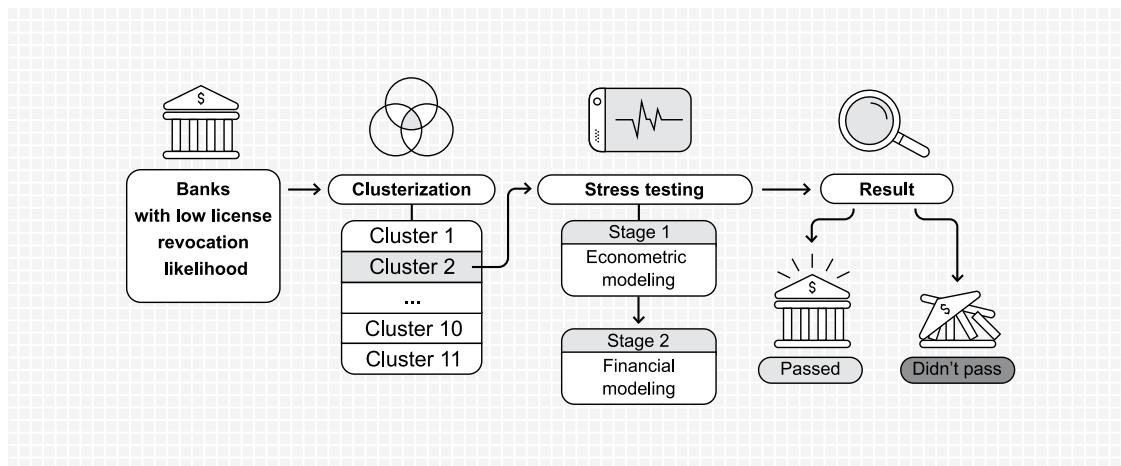 $
Banks
with low license
revocation
likelihood
Clusterization
Cluster 1
Cluster 2
...
Cluster 10
Cluster 11
Stress testing
Stage 1
Econometric
modeling
Stage 2
Financial
modeling
Result
$
Passed
$
Didn't pass